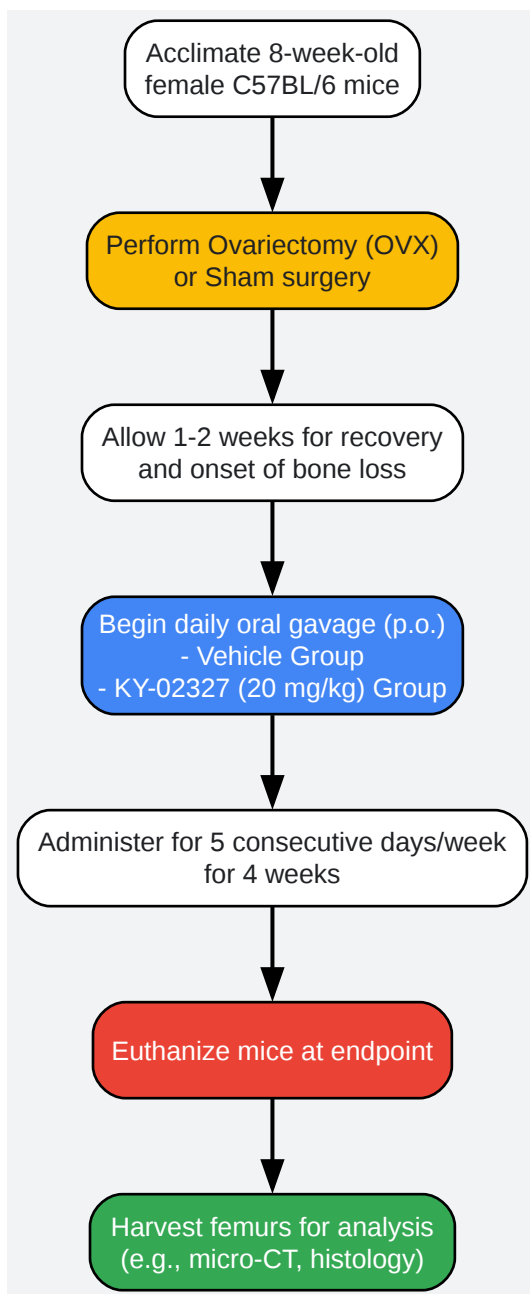 Acclimate 8-week-old
female C57BL/6 mice
Perform Ovariectomy (OVX)
or Sham surgery
Allow 1-2 weeks for recovery
and onset of bone loss
Begin daily oral gavage (p.o.)
- Vehicle Group
- KY-02327 (20 mg/kg) Group
Administer for 5 consecutive days/week
for 4 weeks
Euthanize mice at endpoint
Harvest femurs for analysis
(e.g., micro-CT, histology)